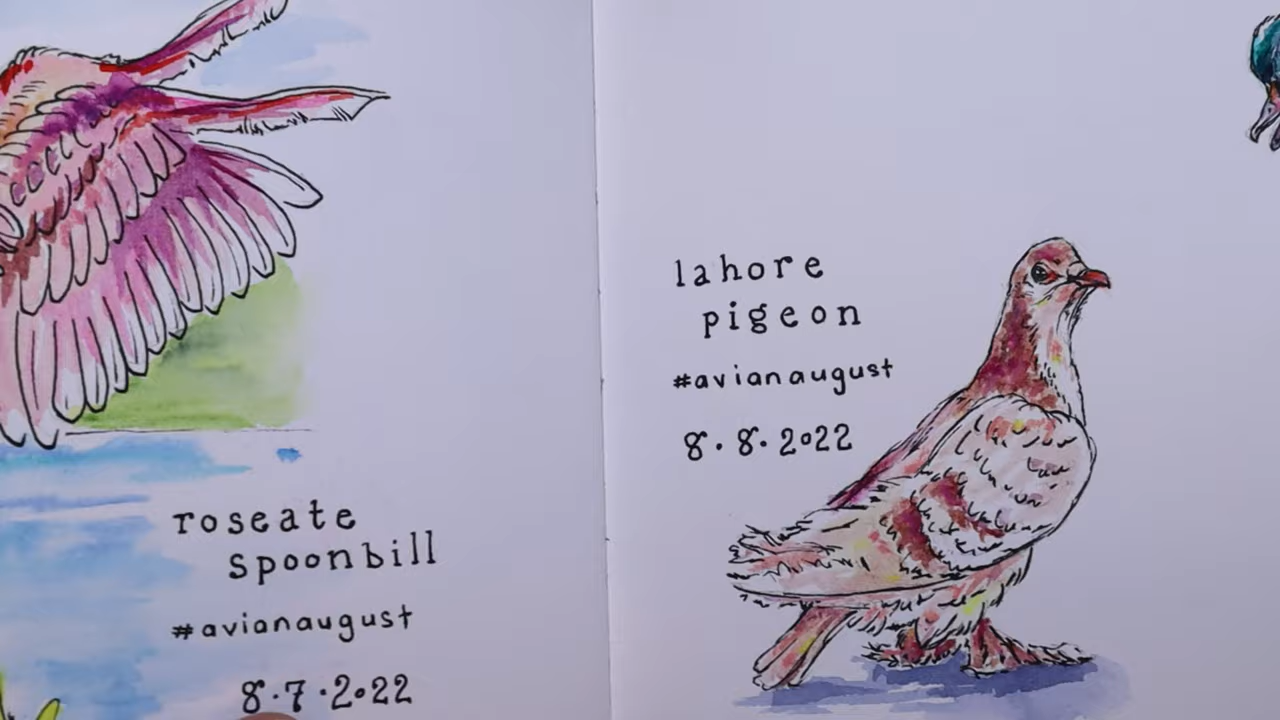 roseate
spoonbill
#avianaugust
8.7.2022
lahore
pigeon
#avianaugust
8.8.2022